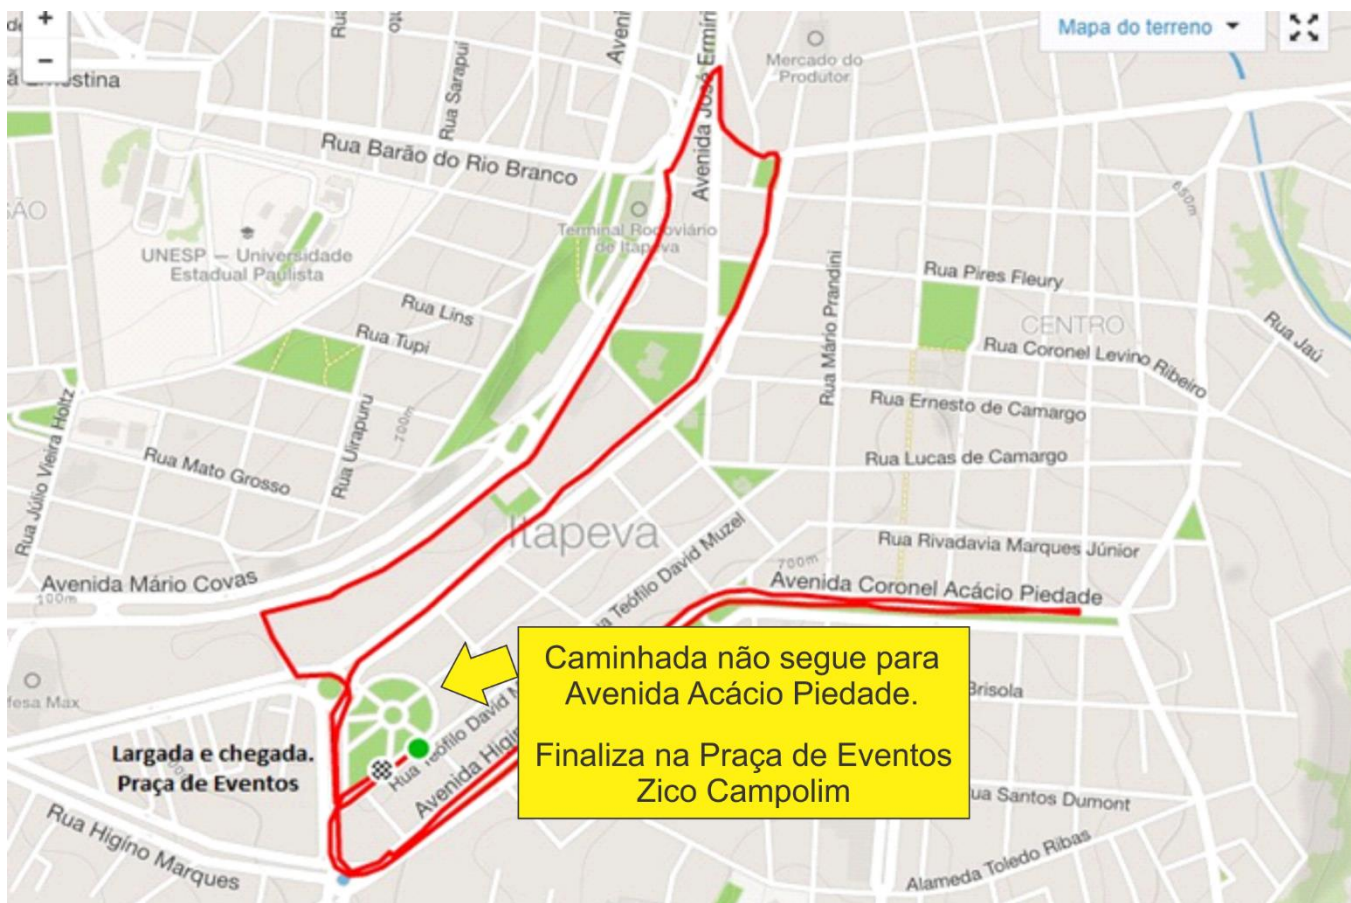 +
−
Mapa do terreno
Mercado do
Produtor
Rua Sarapuí
Avenida José Ermíri
Rua Barão do Rio Branco
Terminal Rodoviário
de Itapeva
UNESP — Universidade
Estadual Paulista
Rua Lins
Rua Tupi
Rua Pires Fleury
CENTRO
Rua Jaú
650m
Rua Mário Prandini
Rua Coronel Levino Ribeiro
Rua Ernesto de Camargo
Rua Júlio Vieira Holtz
Rua Uirapuru
700m
Rua Mato Grosso
Rua Lucas de Camargo
Itapeva
Rua Rivadavia Marques Júnior
700m
Avenida Mário Covas
Avenida Coronel Acácio Piedade
Teófilo David Muzel
Caminhada não segue para
Avenida Acácio Piedade.
Finaliza na Praça de Eventos
Zico Campolim
Brisola
Largada e chegada.
Praça de Eventos
Rua Teófilo David M
Avenida Higin
ua Santos Dumont
Rua Higino Marques
Alameda Toledo Ribas